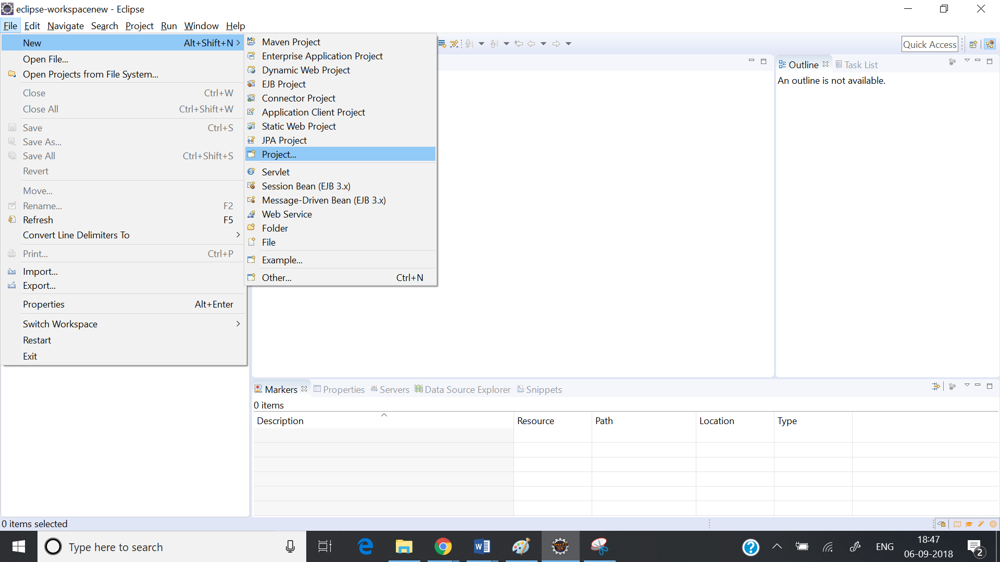 eclipse-workspacenew - Eclipse
File Edit Navigate Search Project Run Window Help
New Alt+Shift+N
Open File...
Open Projects from File System...
Close Ctrl+W
Close All Ctrl+Shift+W
Save Ctrl+S
Save As...
Save All Ctrl+Shift+S
Revert
Move...
Rename... F2
Refresh F5
Convert Line Delimiters To
Print... Ctrl+P
Import...
Export...
Properties Alt+Enter
Switch Workspace
Restart
Exit
Maven Project
Enterprise Application Project
Dynamic Web Project
EJB Project
Connector Project
Application Client Project
Static Web Project
JPA Project
Project...
Servlet
Session Bean (EJB 3.x)
Message-Driven Bean (EJB 3.x)
Web Service
Folder
File
Example...
Other... Ctrl+N
Quick Access
Outline Task List
An outline is not available.
Markers Properties Servers Data Source Explorer Snippets
0 items
Description Resource Path Location Type
0 items selected
Type here to search
Java EE
IDE
ENG
18:47
06-09-2018
2